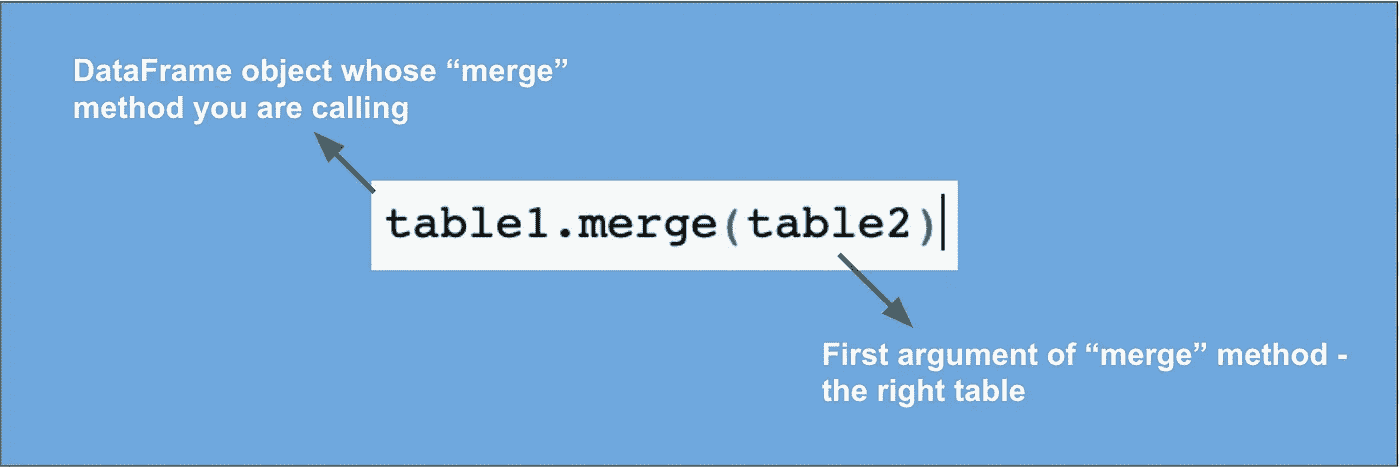 DataFrame object whose “merge”
method you are calling
table1.merge(table2)
First argument of “merge” method -
the right table